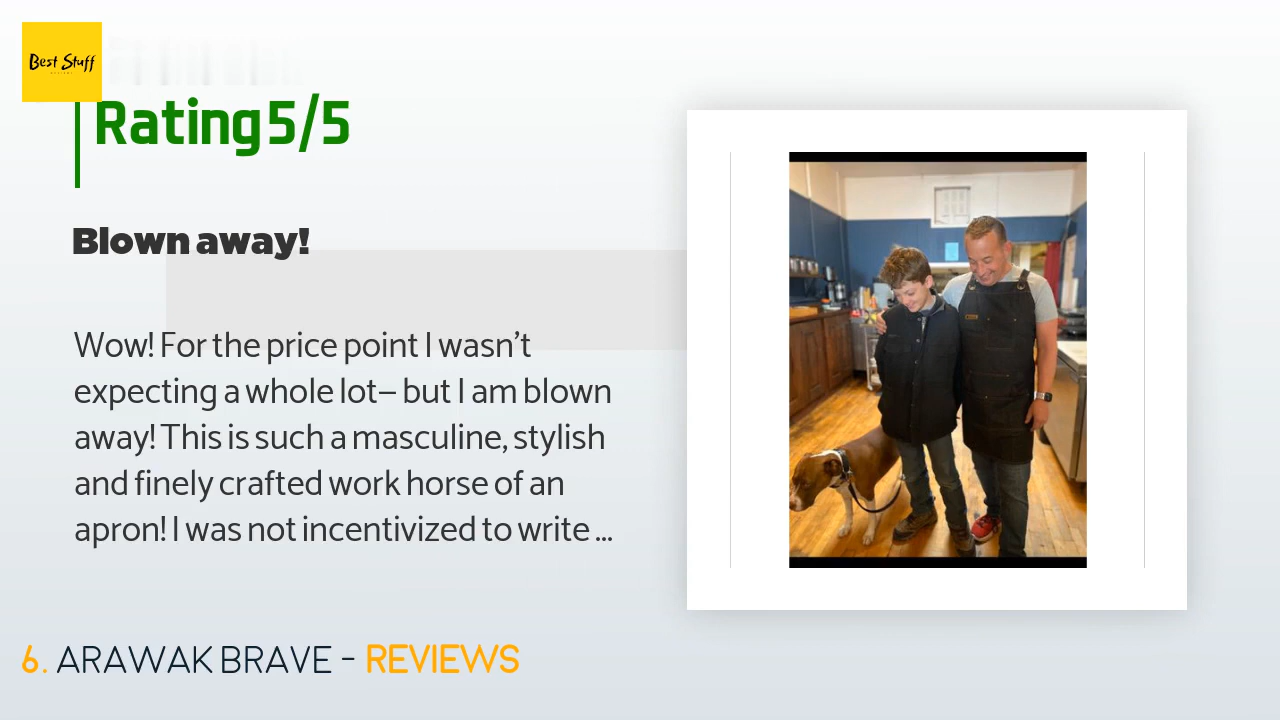 Best Stuff
Rating 5/5
Blown away!
Wow! For the price point I wasn't
expecting a whole lot– but I am blown
away! This is such a masculine, stylish
and finely crafted work horse of an
apron! I was not incentivized to write ...
6. ARAWAK BRAVE - REVIEWS